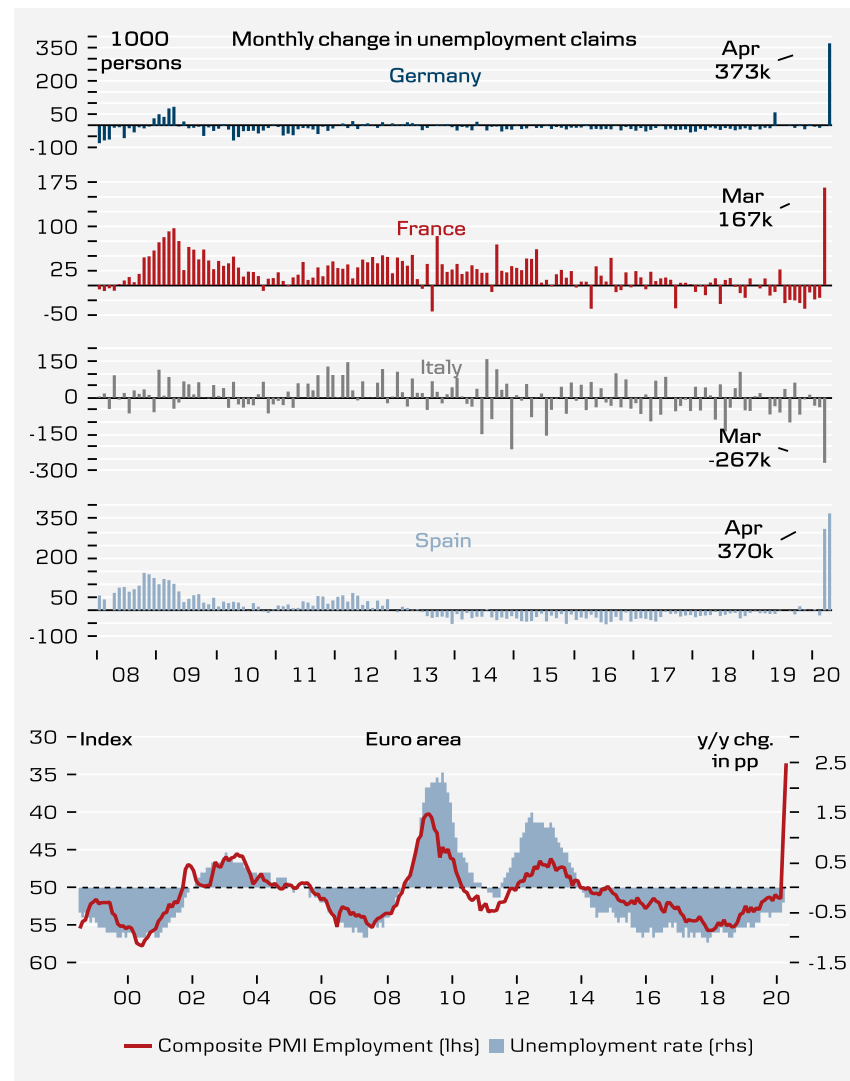 Monthly change in unemployment claims
1000
persons
350
200
50
-100
Germany
Apr
373k
175
100
25
-50
France
Mar
167k
150
0
-150
-300
Italy
Mar
-267k
350
200
50
-100
Spain
Apr
370k
08 09 10 11 12 13 14 15 16 17 18 19 20
Index
Euro area
y/y chg.
in pp
30
35
40
45
50
55
60
2.5
1.5
0.5
-0.5
-1.5
00 02 04 06 08 10 12 14 16 18 20
Composite PMI Employment (lhs) Unemployment rate (rhs)